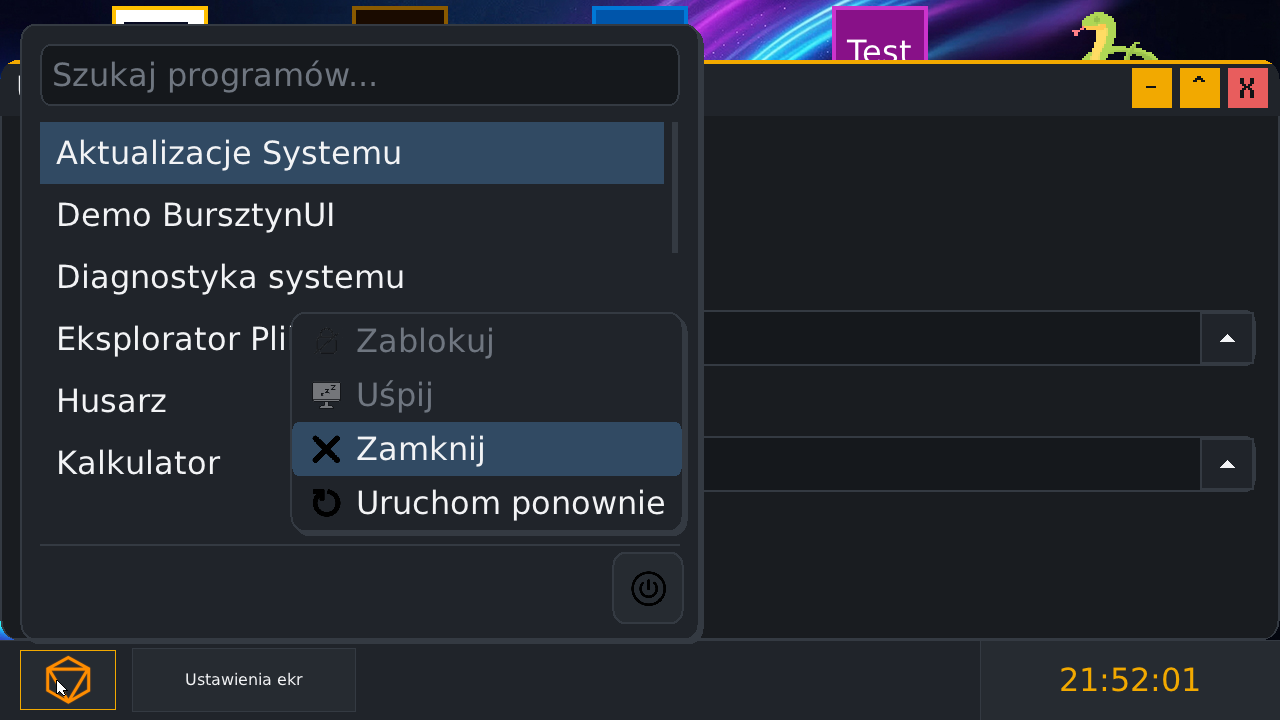 Test
Szukaj programów...
- ^ X
Aktualizacje Systemu
Demo BursztynUI
Diagnostyka systemu
Eksplorator Pli
Husarz
Kalkulator
Zablokuj
Uśpij
Zamknij
Uruchom ponownie
Ustawienia ekr
21:52:01